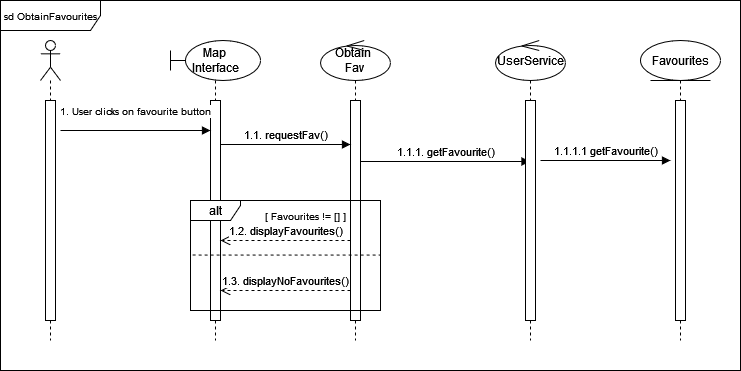 sd ObtainFavourites
Map
Interface
Obtain
Fav
UserService
Favourites
1. User clicks on favourite button
1.1. requestFav()
1.1.1. getFavourite()
1.1.1.1 getFavourite()
alt
[ Favourites != [] ]
1.2. displayFavourites()
1.3. displayNoFavourites()